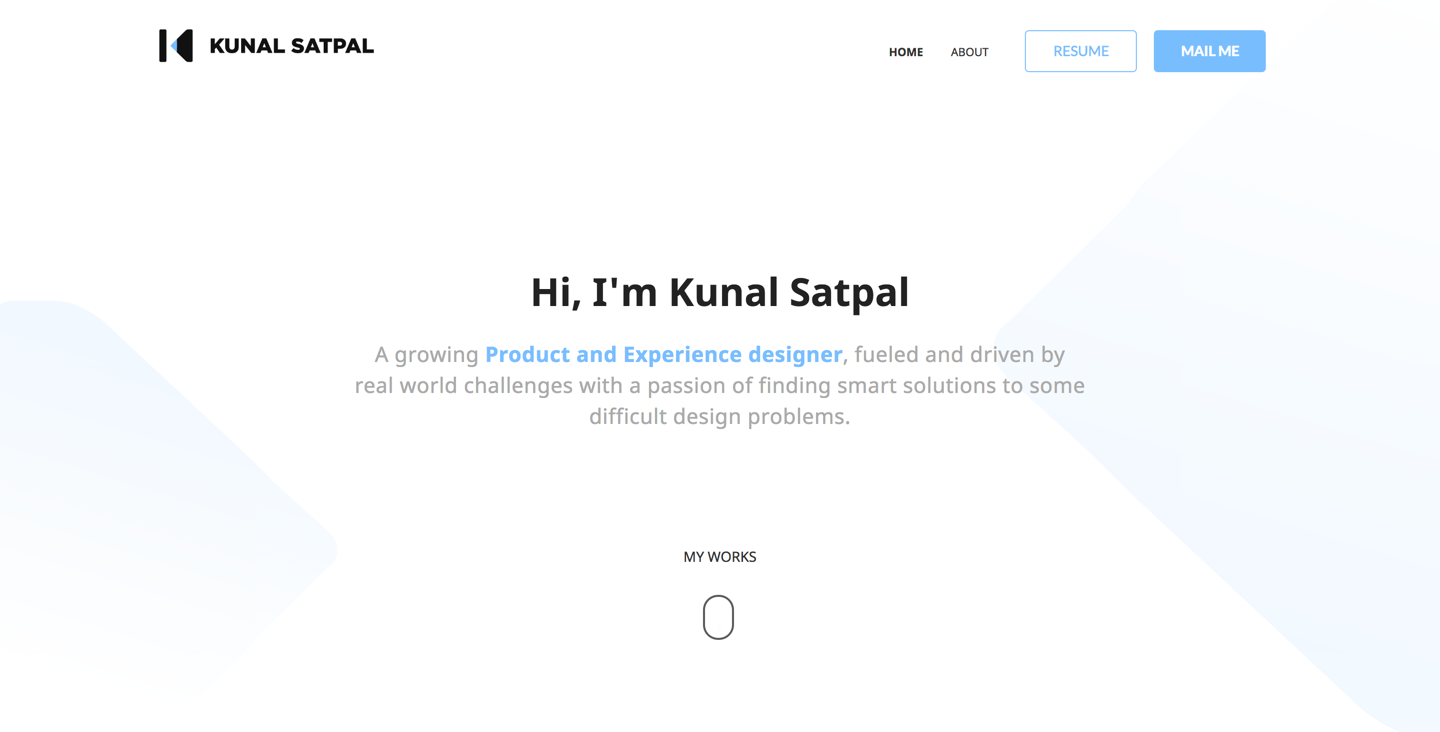 KUNAL SATPAL
HOME
ABOUT
RESUME
MAIL ME
Hi, I'm Kunal Satpal
A growing Product and Experience designer, fueled and driven by
real world challenges with a passion of finding smart solutions to some
difficult design problems.
MY WORKS